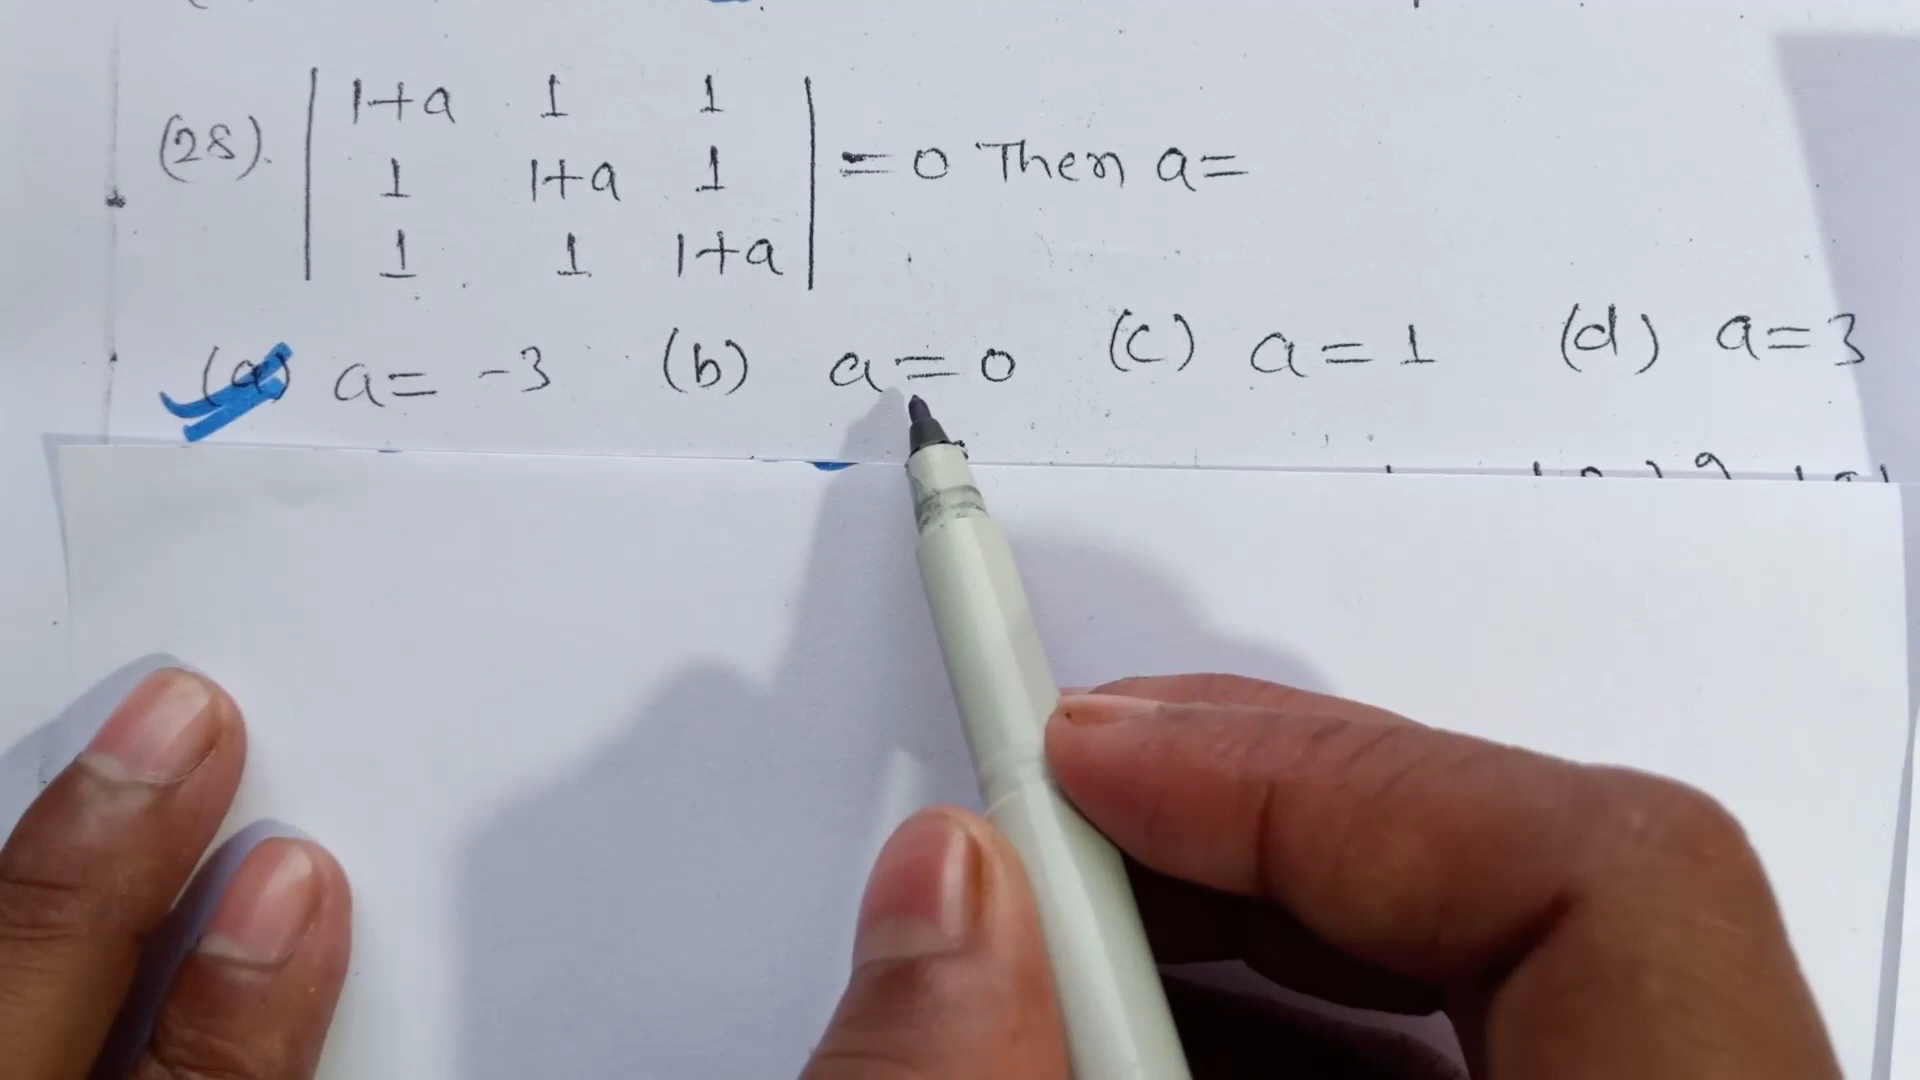 (28). | 1+a 1 1 |
| 1 1+a 1 | = 0 Then a=
| 1 1 1+a |
(a) a= -3 (b) a=0 (c) a=1 (d) a=3